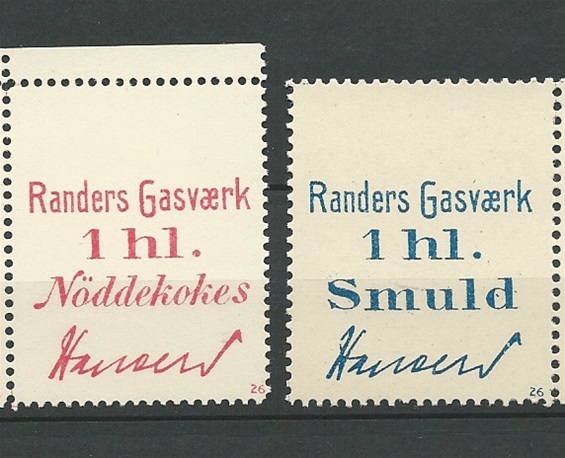 Randers Gasværk
1 hl.
Nöddekokes
26
Randers Gasværk
1 hl.
Smuld
26